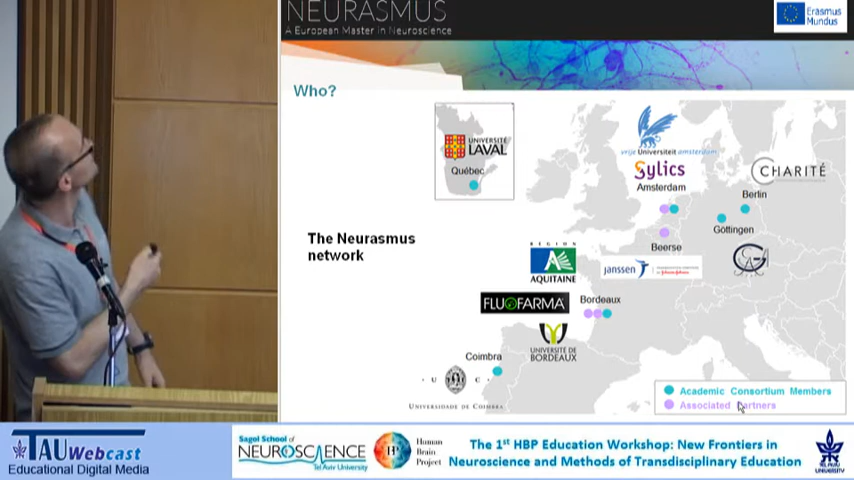 NEURASMUS
A European Master in Neuroscience
Erasmus
Mundus
Who?
UNIVERSITÉ
LAVAL
Québec
vrije Universiteit amsterdam
Sylics
Amsterdam
CHARITÉ
Berlin
Göttingen
Beerse
The Neurasmus
network
RÉGION
AQUITAINE
janssen
GA
FLUOFARMA
Bordeaux
UNIVERSITÉ DE
BORDEAUX
Coimbra
· U C ·
UNIVERSIDADE DE COIMBRA
Academic Consortium Members
Associated Partners
TAU Webcast
Educational Digital Media
Sagol School of
NEUROSCIENCE
Tel Aviv University
HBP
Human
Brain
Project
The 1st HBP Education Workshop: New Frontiers in
Neuroscience and Methods of Transdisciplinary Education